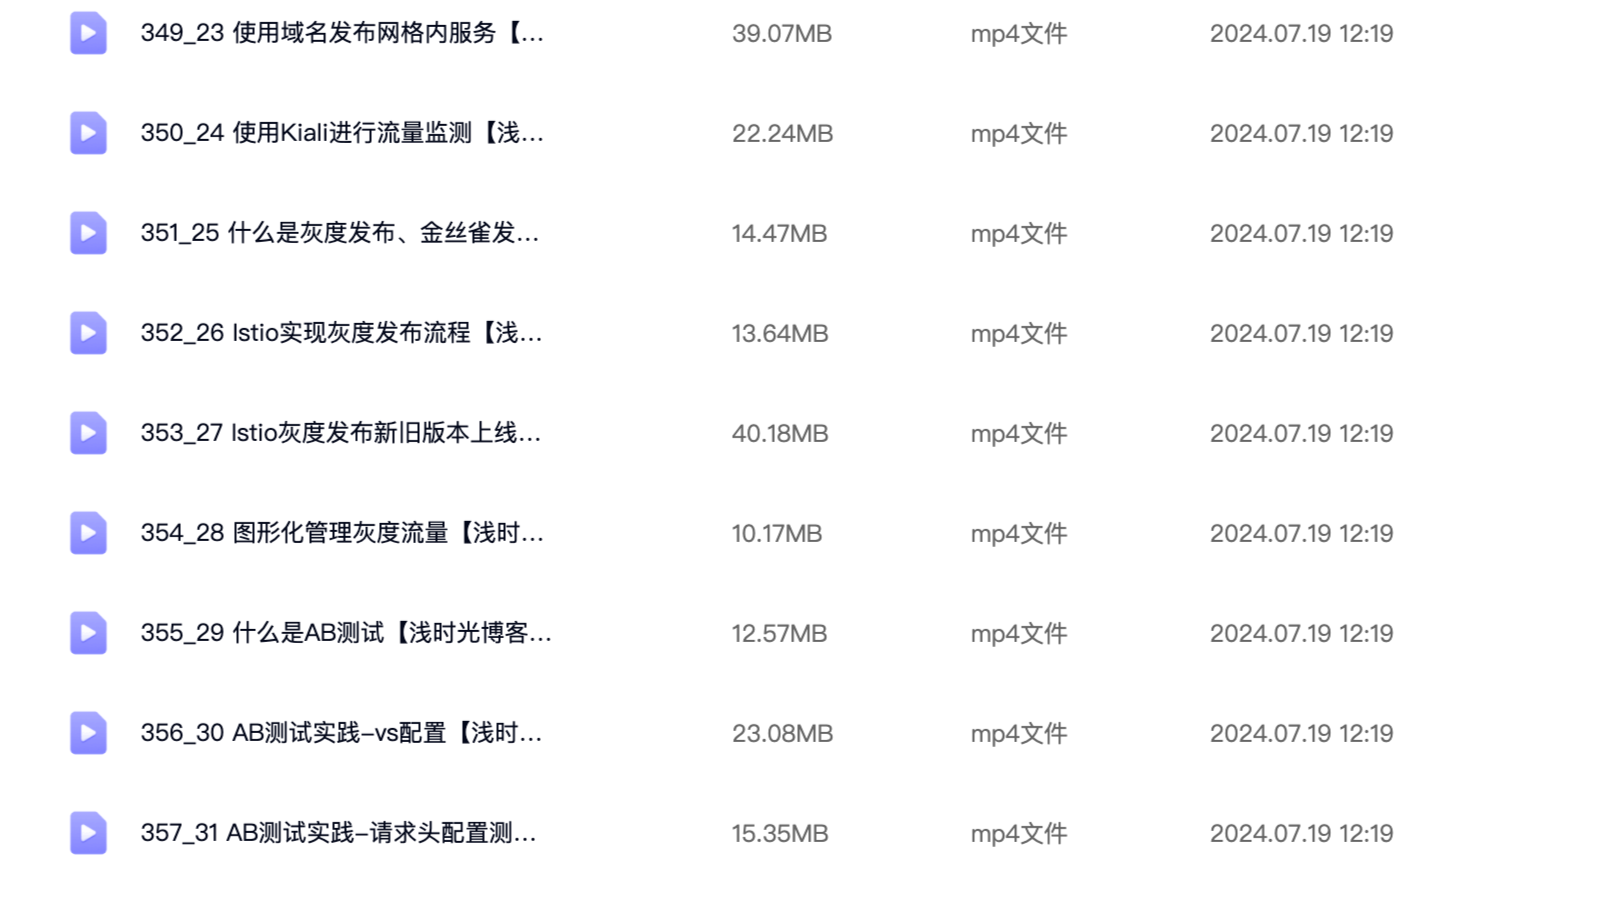 349_23 使用域名发布网格内服务【... 39.07MB mp4文件 2024.07.19 12:19
350_24 使用Kiali进行流量监测【浅... 22.24MB mp4文件 2024.07.19 12:19
351_25 什么是灰度发布、金丝雀发... 14.47MB mp4文件 2024.07.19 12:19
352_26 Istio实现灰度发布流程【浅... 13.64MB mp4文件 2024.07.19 12:19
353_27 Istio灰度发布新旧版本上线... 40.18MB mp4文件 2024.07.19 12:19
354_28 图形化管理灰度流量【浅时... 10.17MB mp4文件 2024.07.19 12:19
355_29 什么是AB测试【浅时光博客... 12.57MB mp4文件 2024.07.19 12:19
356_30 AB测试实践-vs配置【浅时... 23.08MB mp4文件 2024.07.19 12:19
357_31 AB测试实践-请求头配置测... 15.35MB mp4文件 2024.07.19 12:19